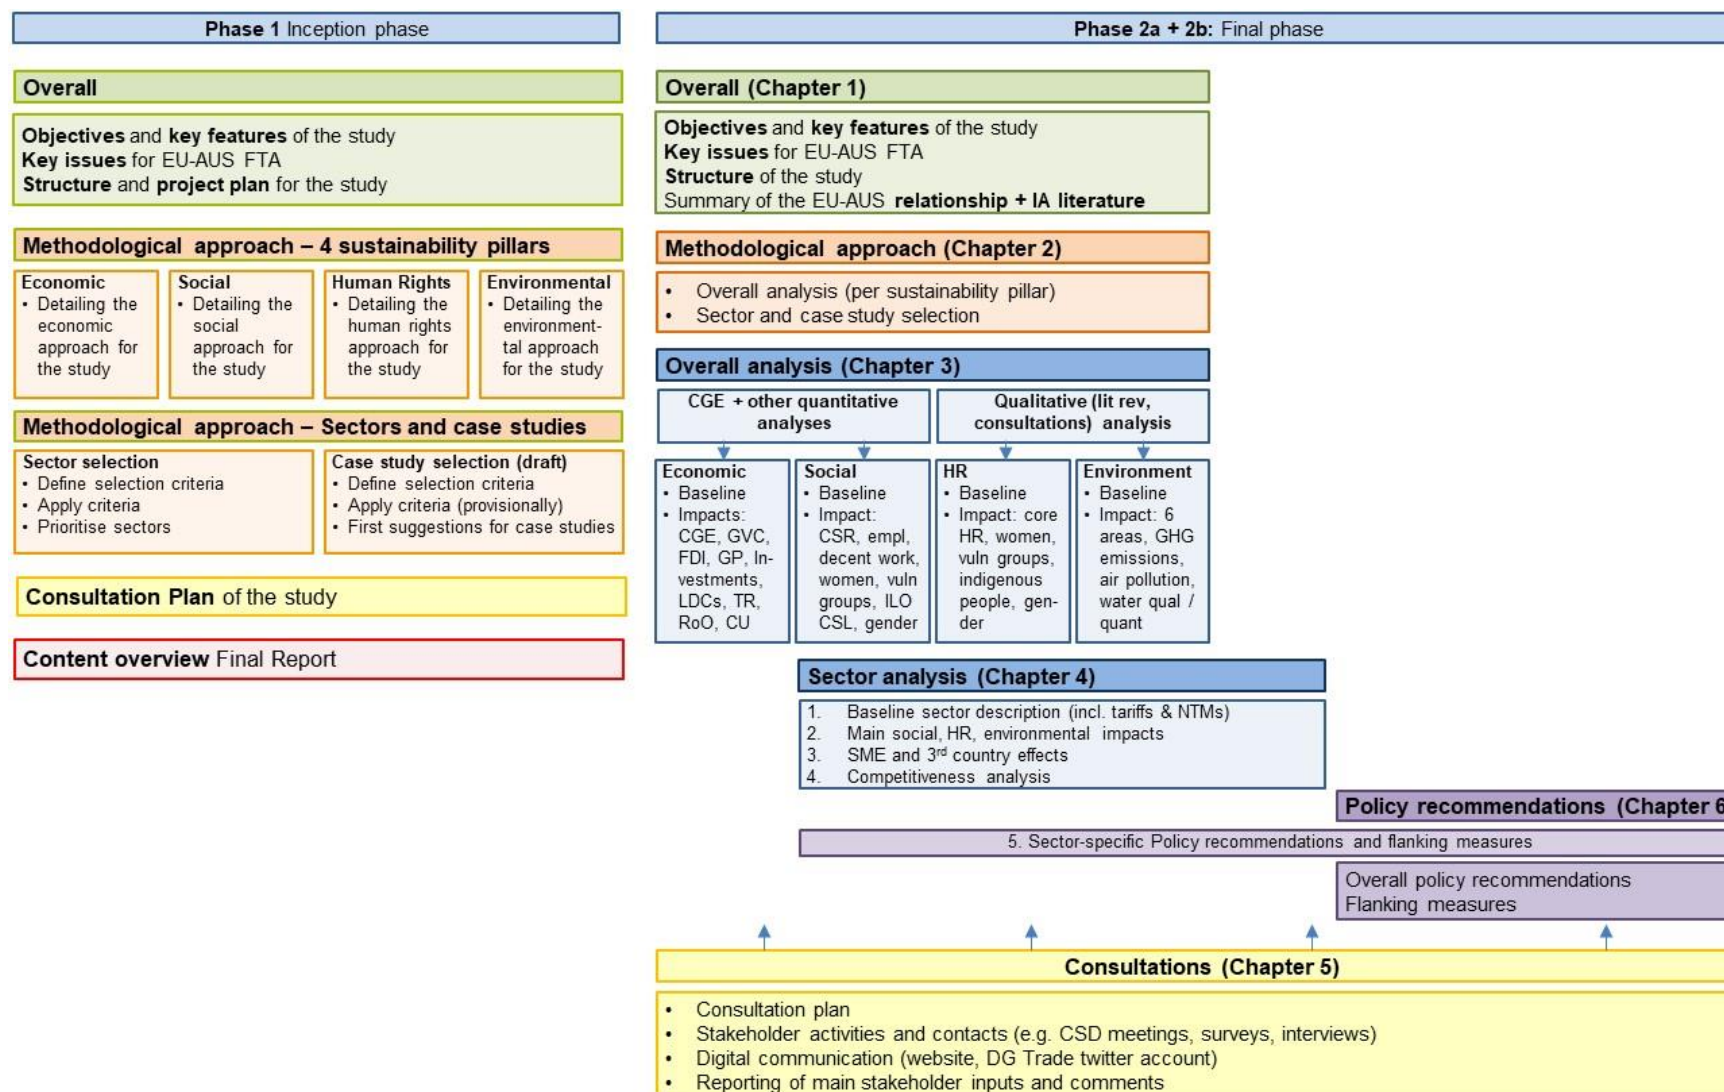 Phase 1 Inception phase
Overall
Objectives and key features of the study
Key issues for EU-AUS FTA
Structure and project plan for the study
Methodological approach – 4 sustainability pillars
Economic
• Detailing the
economic
approach for
the study
Social
• Detailing the
social
approach for
the study
Human Rights
• Detailing the
human rights
approach for
the study
Environmental
• Detailing the
environment-
tal approach
for the study
Methodological approach – Sectors and case studies
Sector selection
• Define selection criteria
• Apply criteria
• Prioritise sectors
Case study selection (draft)
• Define selection criteria
• Apply criteria (provisionally)
• First suggestions for case studies
Consultation Plan of the study
Content overview Final Report
Phase 2a + 2b: Final phase
Overall (Chapter 1)
Objectives and key features of the study
Key issues for EU-AUS FTA
Structure of the study
Summary of the EU-AUS relationship + IA literature
Methodological approach (Chapter 2)
• Overall analysis (per sustainability pillar)
• Sector and case study selection
Overall analysis (Chapter 3)
CGE + other quantitative
analyses
Qualitative (lit rev,
consultations) analysis
Economic
• Baseline
• Impacts:
CGE, GVC,
FDI, GP, In-
vestments,
LDCs, TR,
RoO, CU
Social
• Baseline
• Impact:
CSR, empl,
decent work,
women, vuln
groups, ILO
CSL, gender
HR
• Baseline
• Impact: core
HR, women,
vuln groups,
indigenous
people, gen-
der
Environment
• Baseline
• Impact: 6
areas, GHG
emissions,
air pollution,
water qual /
quant
Sector analysis (Chapter 4)
1. Baseline sector description (incl. tariffs & NTMs)
2. Main social, HR, environmental impacts
3. SME and 3rd country effects
4. Competitiveness analysis
Policy recommendations (Chapter 6
5. Sector-specific Policy recommendations and flanking measures
Overall policy recommendations
Flanking measures
Consultations (Chapter 5)
• Consultation plan
• Stakeholder activities and contacts (e.g. CSD meetings, surveys, interviews)
• Digital communication (website, DG Trade twitter account)
• Reporting of main stakeholder inputs and comments